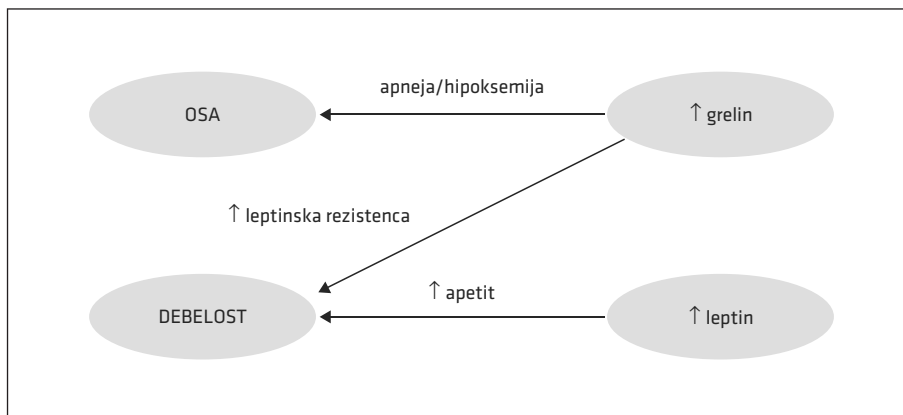 apneja/hipoksemija
OSA
↑ grelin
↑ leptinska rezistenca
↑ apetit
DEBELOST
↑ leptin